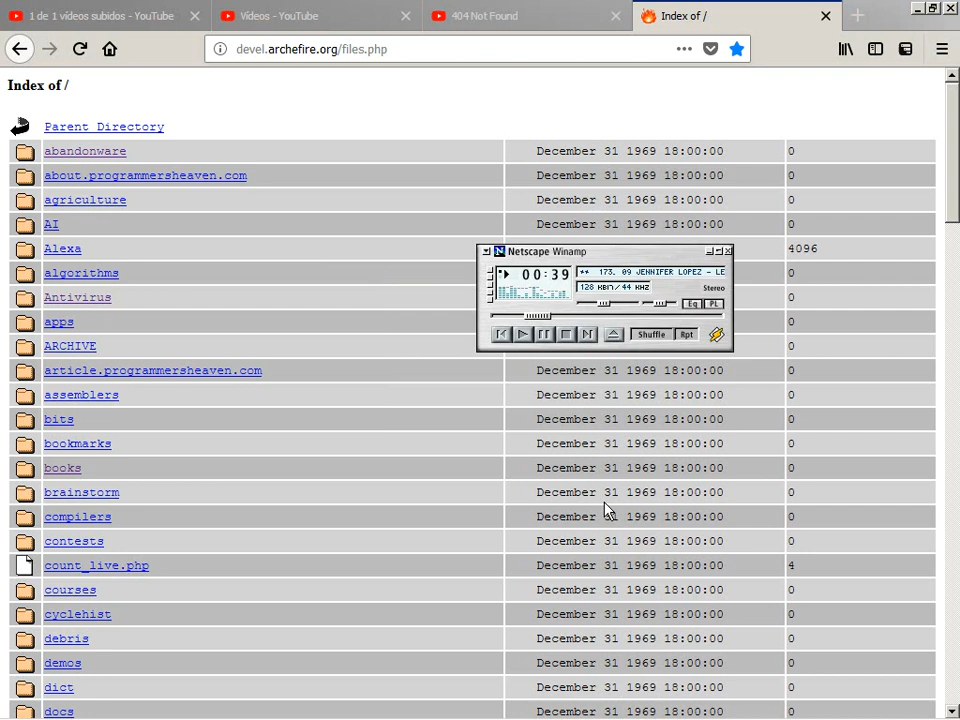 1 de 1 vídeos subidos - YouTube
Vídeos - YouTube
404 Not Found
Index of /
devel.archefire.org/files.php
Index of /
Parent Directory
abandonware December 31 1969 18:00:00 0
about.programmersheaven.com December 31 1969 18:00:00 0
agriculture December 31 1969 18:00:00 0
AI December 31 1969 18:00:00 0
Alexa 4096
algorithms 0
Antivirus 0
apps 0
ARCHIVE 0
Netscape Winamp
00:39
** 173. 09 JENNIFER LOPEZ - LE
128 KBIT/44 KHZ
Stereo
Eq PL
Shuffle Rpt
article.programmersheaven.com December 31 1969 18:00:00 0
assemblers December 31 1969 18:00:00 0
bits December 31 1969 18:00:00 0
bookmarks December 31 1969 18:00:00 0
books December 31 1969 18:00:00 0
brainstorm December 31 1969 18:00:00 0
compilers December 31 1969 18:00:00 0
contests December 31 1969 18:00:00 0
count_live.php December 31 1969 18:00:00 4
courses December 31 1969 18:00:00 0
cyclehist December 31 1969 18:00:00 0
debris December 31 1969 18:00:00 0
demos December 31 1969 18:00:00 0
dict December 31 1969 18:00:00 0
docs December 31 1969 18:00:00 0